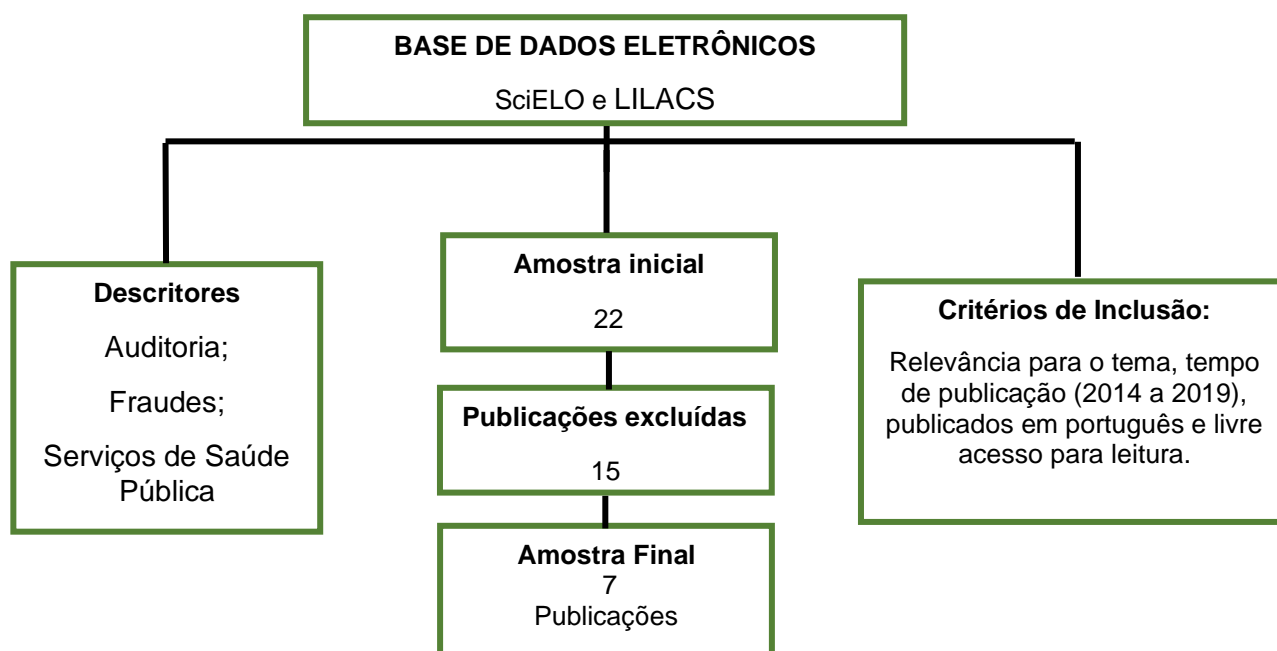 BASE DE DADOS ELETRÔNICOS
SciELO e LILACS
Descritores
Auditoria;
Fraudes;
Serviços de Saúde
Pública
Amostra inicial
22
Publicações excluídas
15
Amostra Final
7
Publicações
Critérios de Inclusão:
Relevância para o tema, tempo
de publicação (2014 a 2019),
publicados em português e livre
acesso para leitura.